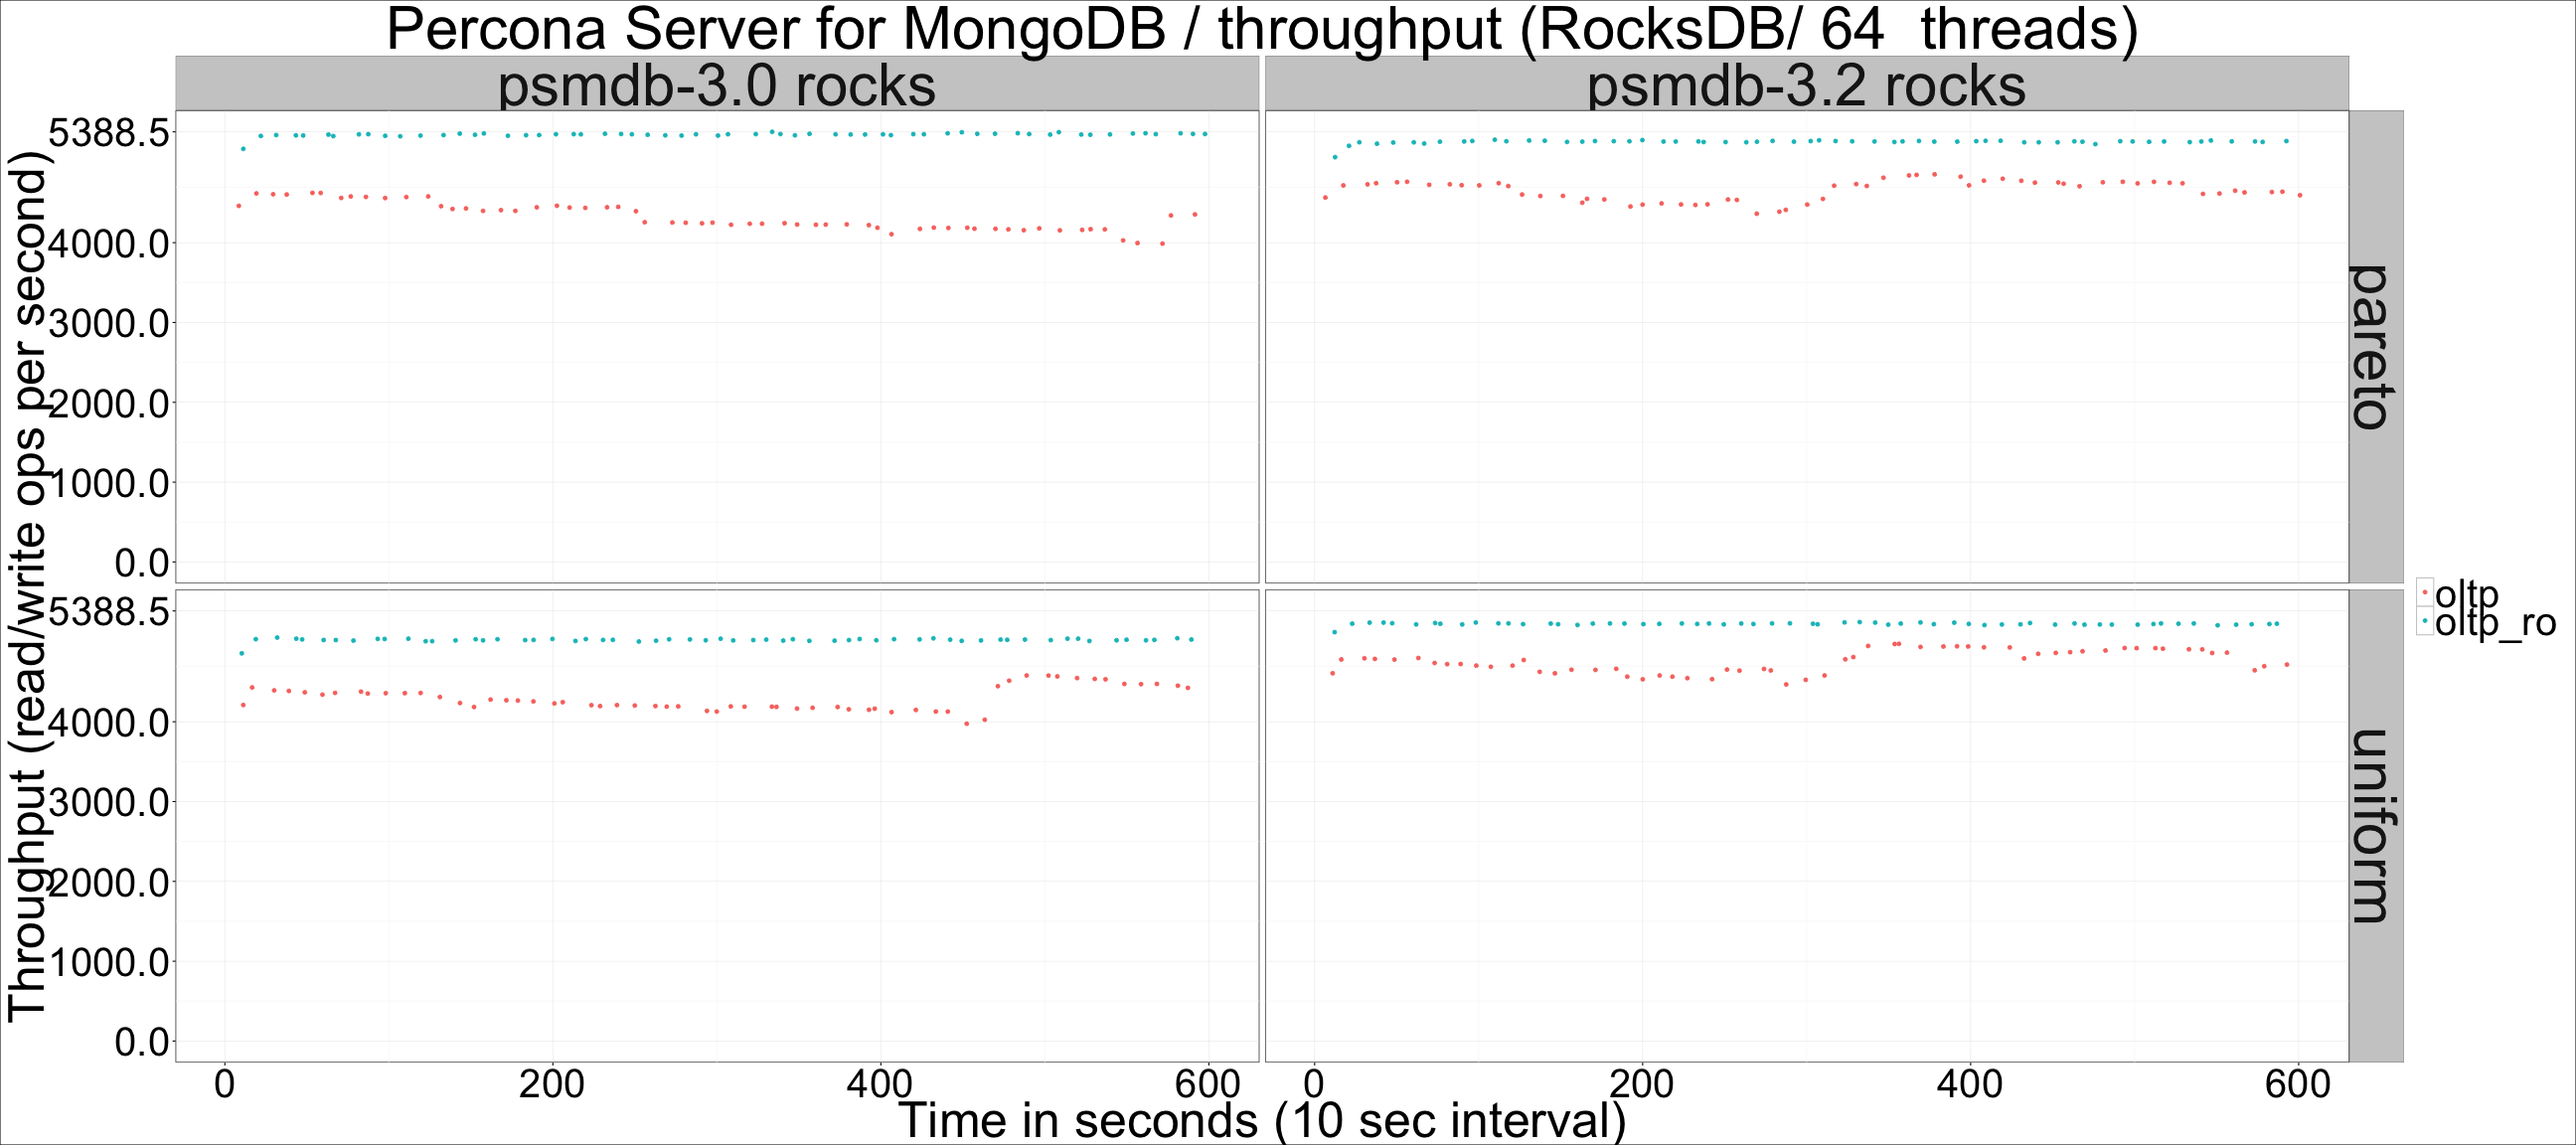 Percona Server for MongoDB / throughput (RocksDB/ 64  threads)
psmdb-3.0 rocks
psmdb-3.2 rocks
Throughput (read/write ops per second)
5388.5
4000.0
3000.0
2000.0
1000.0
0.0
pareto
5388.5
4000.0
3000.0
2000.0
1000.0
0.0
uniform
oltp
oltp_ro
0 200 400 600
0 200 400 600
Time in seconds (10 sec interval)